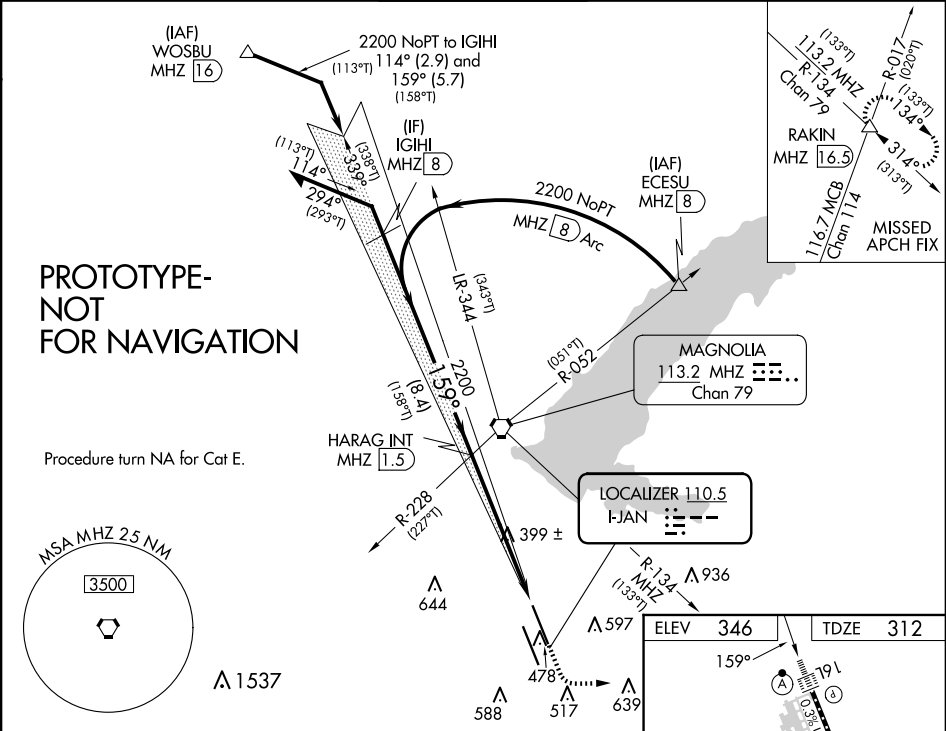 (IAF)
WOSBU
MHZ 16
2200 NoPT to IGIHI
(113°T) 114° (2.9) and
159° (5.7)
(158°T)
(IF)
IGIHI
MHZ 8
(113°T)
114°
294°
(293°T)
(338°T)
339°
(IAF)
ECESU
MHZ 8
2200 NoPT
MHZ 8 Arc
LR-344
(343°T)
(133°T)
113.2 MHZ
R-134
Chan 79
R-017
(020°T)
(133°T)
134°
314°
(313°T)
RAKIN
MHZ 16.5
116.7 MCB
Chan 114
MISSED
APCH FIX
PROTOTYPE-
NOT
FOR NAVIGATION
(051°T)
R-052
2200
159°
(8.4)
(158°T)
MAGNOLIA
113.2 MHZ
Chan 79
Procedure turn NA for Cat E.
HARAG INT
MHZ 1.5
R-228
(227°T)
LOCALIZER 110.5
I-JAN
399 ±
MSA MHZ 25 NM
3500
644
R-134
MHZ
(133°T)
936
597
1537
478
588
517
639
ELEV 346
TDZE 312
159°
A
16L
P